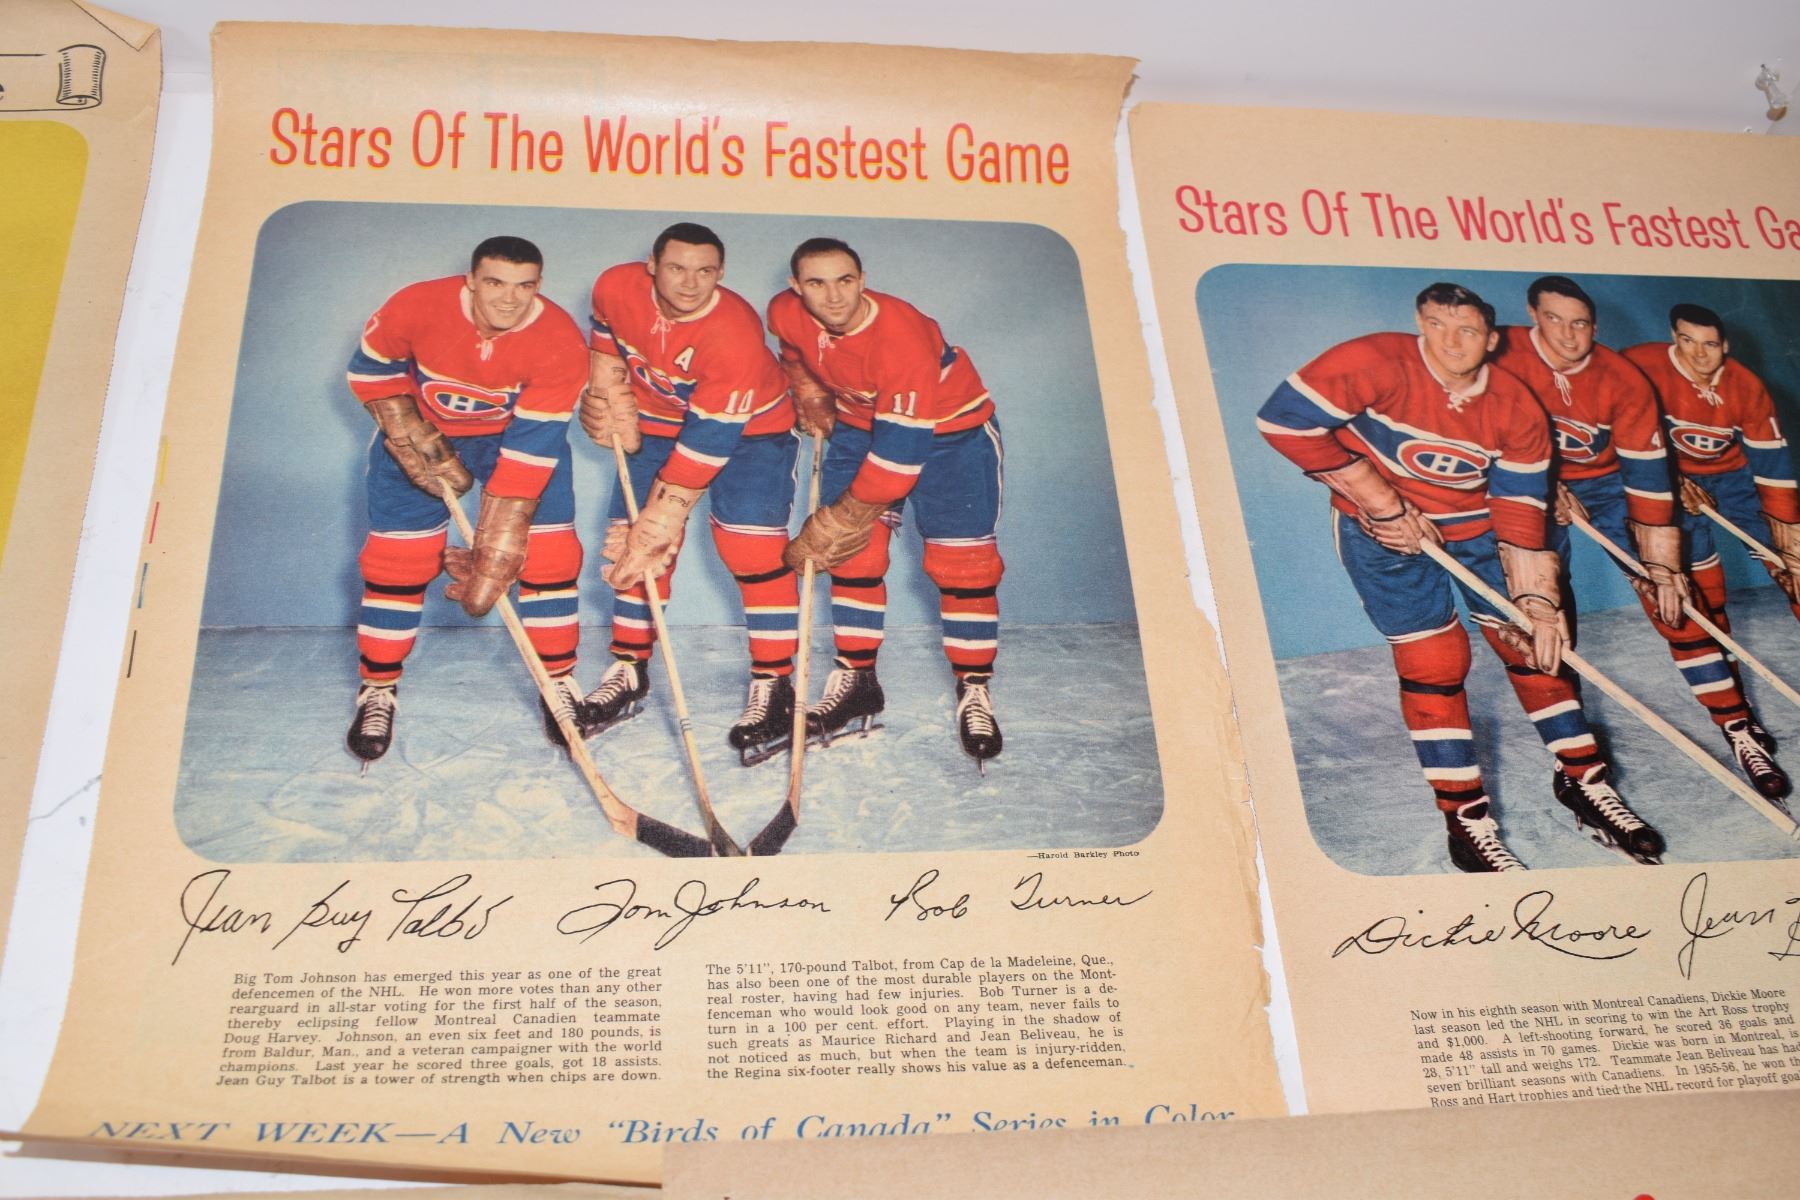 Stars Of The World's Fastest Game
A
10
11
—Harold Barkley Photo
Jean Guy Talbot Tom Johnson Bob Turner
Big Tom Johnson has emerged this year as one of the great
defencemen of the NHL. He won more votes than any other
rearguard in all-star voting for the first half of the season,
thereby eclipsing fellow Montreal Canadien teammate
Doug Harvey. Johnson, an even six feet and 180 pounds, is
from Baldur, Man., and a veteran campaigner with the world
champions. Last year he scored three goals, got 18 assists.
Jean Guy Talbot is a tower of strength when chips are down.
The 5'11", 170-pound Talbot, from Cap de la Madeleine, Que.,
has also been one of the most durable players on the Mont-
real roster, having had few injuries. Bob Turner is a de-
fenceman who would look good on any team, never fails to
turn in a 100 per cent. effort. Playing in the shadow of
such greats as Maurice Richard and Jean Beliveau, he is
not noticed as much, but when the team is injury-ridden,
the Regina six-footer really shows his value as a defenceman.
NEXT WEEK—A New "Birds of Canada" Series in Color
Stars Of The World's Fastest Ga
4
Dickie Moore Jean
Now in his eighth season with Montreal Canadiens, Dickie Moore
last season led the NHL in scoring to win the Art Ross trophy
and $1,000. A left-shooting forward, he scored 36 goals and
made 48 assists in 70 games. Dickie was born in Montreal, is
28, 5'11" tall and weighs 172. Teammate Jean Beliveau has had
seven brilliant seasons with Canadiens. In 1955-56, he won th
Ross and Hart trophies and tied the NHL record for playoff goa